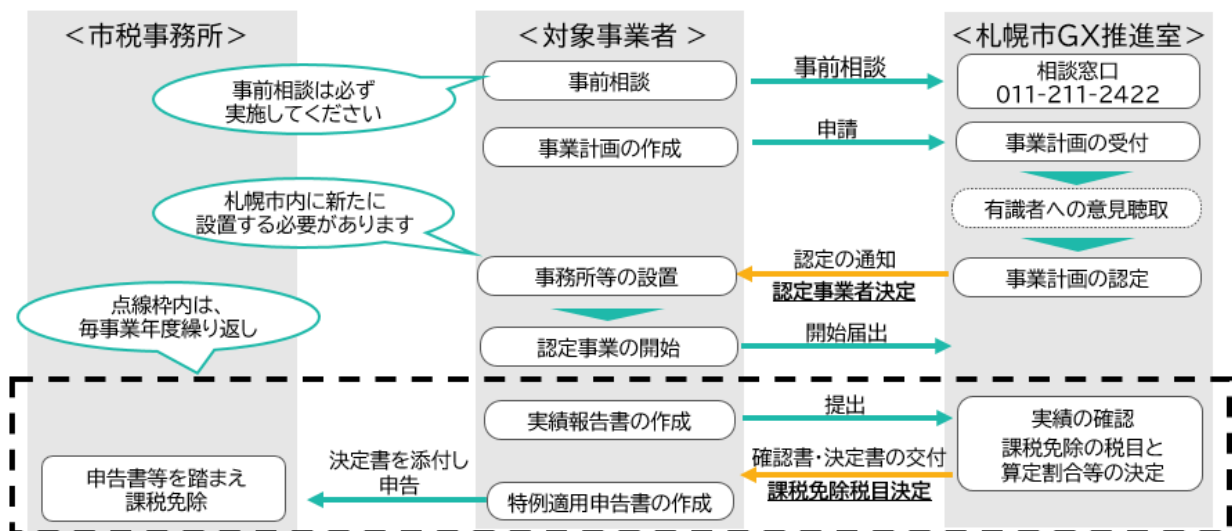 ＜市税事務所＞
＜対象事業者 ＞
＜札幌市GX推進室＞
事前相談は必ず
実施してください
事前相談
事前相談
相談窓口
011-211-2422
事業計画の作成
申請
事業計画の受付
札幌市内に新たに
設置する必要があります
有識者への意見聴取
事務所等の設置
認定の通知
認定事業者決定
事業計画の認定
点線枠内は、
毎事業年度繰り返し
認定事業の開始
開始届出
実績報告書の作成
提出
実績の確認
課税免除の税目と
算定割合等の決定
確認書・決定書の交付
課税免除税目決定
特例適用申告書の作成
決定書を添付し
申告
申告書等を踏まえ
課税免除